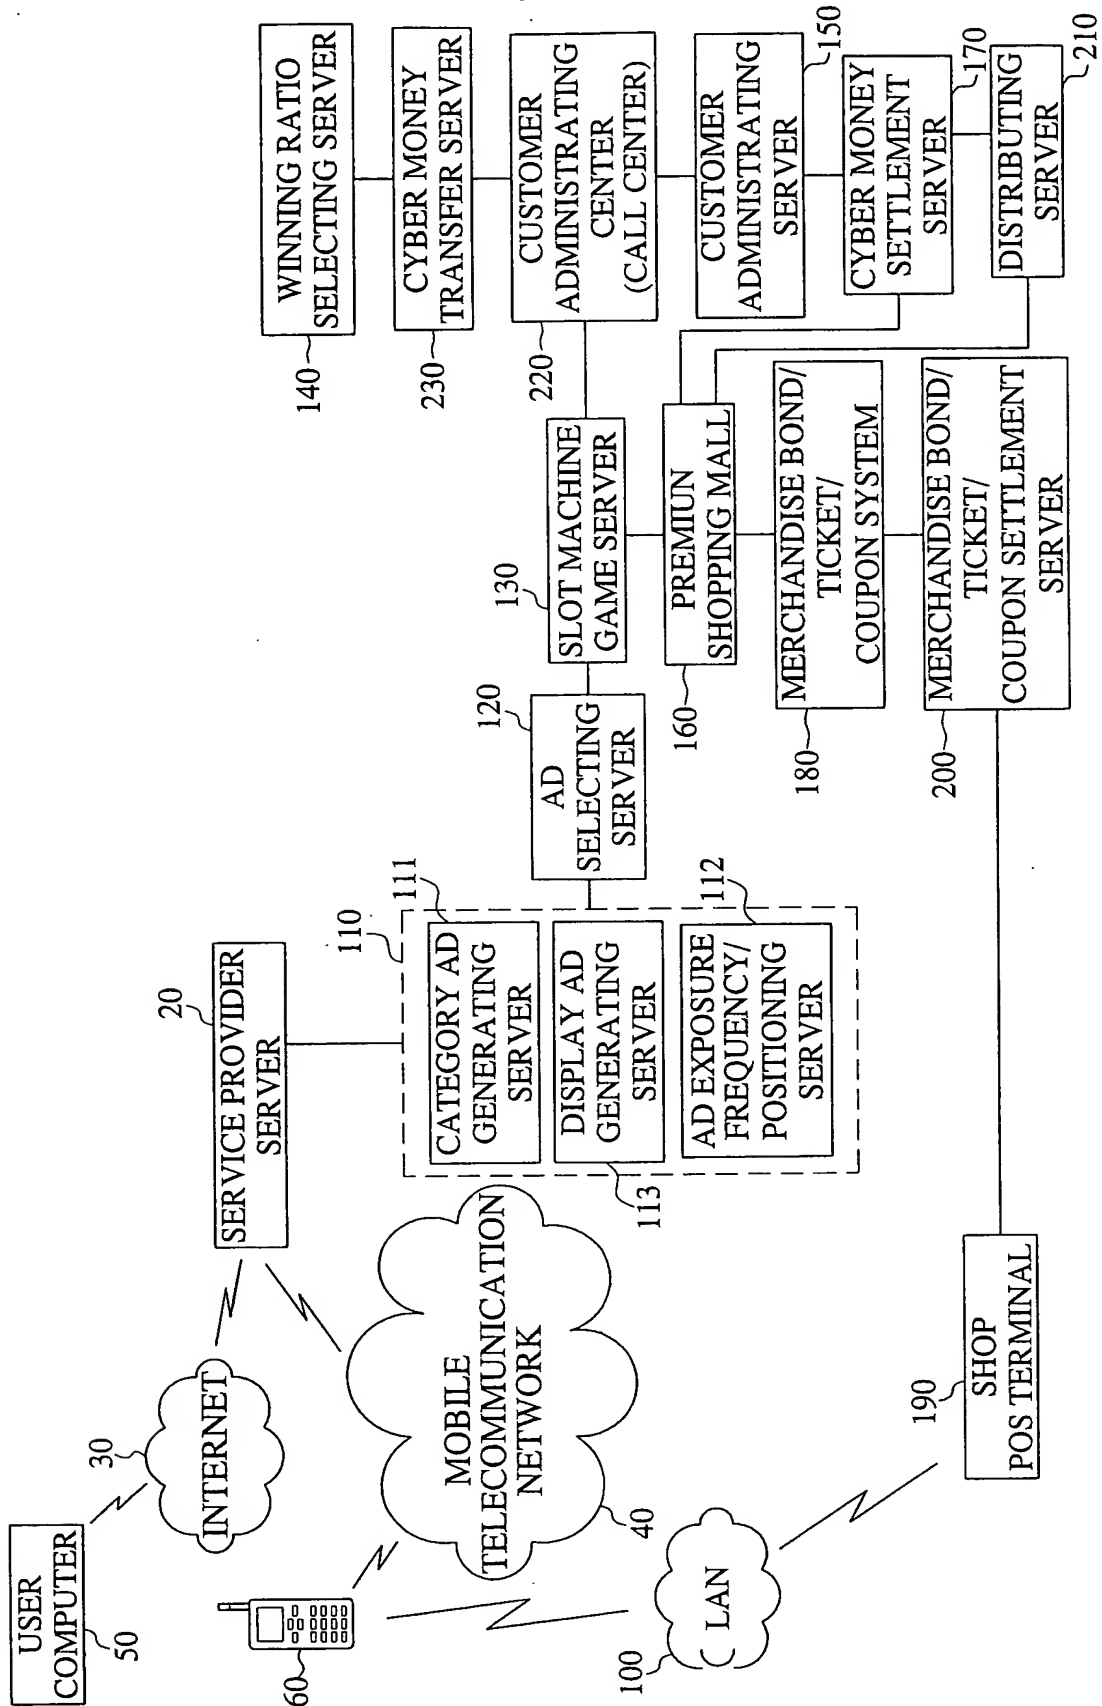 USER
COMPUTER
50
30
INTERNET
20
SERVICE PROVIDER
SERVER
60
MOBILE
TELECOMMUNICATION
NETWORK
40
100
LAN
110
111
CATEGORY AD
GENERATING
SERVER
DISPLAY AD
GENERATING
SERVER
113
112
AD EXPOSURE
FREQUENCY/
POSITIONING
SERVER
120
AD
SELECTING
SERVER
130
SLOT MACHINE
GAME SERVER
140
WINNING RATIO
SELECTING SERVER
230
CYBER MONEY
TRANSFER SERVER
220
CUSTOMER
ADMINISTRATING
CENTER
(CALL CENTER)
CUSTOMER
ADMINISTRATING
SERVER
150
CYBER MONEY
SETTLEMENT
SERVER
170
DISTRIBUTING
SERVER
210
PREMIUN
SHOPPING MALL
160
MERCHANDISE BOND/
TICKET/
COUPON SYSTEM
180
MERCHANDISE BOND/
TICKET/
COUPON SETTLEMENT
SERVER
200
190
SHOP
POS TERMINAL